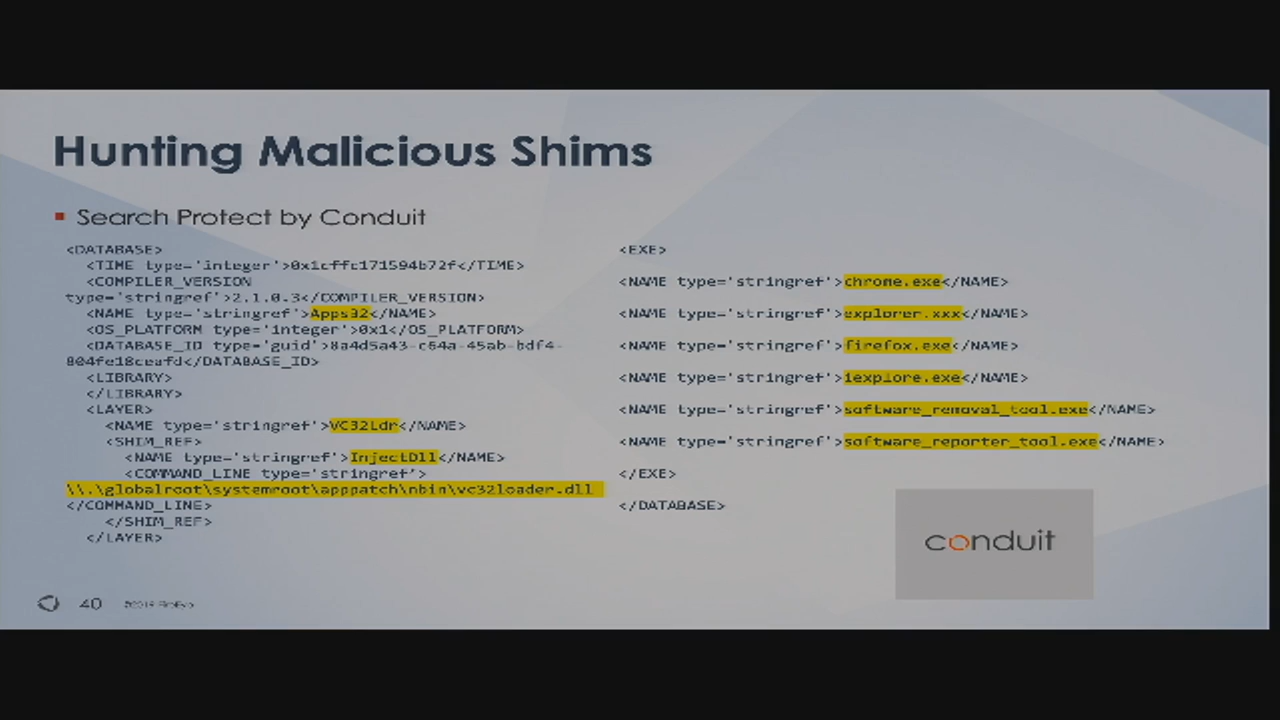 Hunting Malicious Shims
Search Protect by Conduit
<DATABASE>
<TIME type='integer'>0x1cffc171594b72f</TIME>
<COMPILER_VERSION
type='stringref'>2.1.0.3</COMPILER_VERSION>
<NAME type='stringref'>Apps32</NAME>
<OS_PLATFORM type='integer'>0x1</OS_PLATFORM>
<DATABASE_ID type='guid'>8a4d5a43-c64a-45ab-bdf4-
804fe18ceafd</DATABASE_ID>
<LIBRARY>
</LIBRARY>
<LAYER>
<NAME type='stringref'>VC32Ldr</NAME>
<SHIM_REF>
<NAME type='stringref'>InjectDll</NAME>
<COMMAND_LINE type='stringref'>
\\.\globalroot\systemroot\apppatch\nbin\vc32loader.dll
</COMMAND_LINE>
</SHIM_REF>
</LAYER>
<EXE>
<NAME type='stringref'>chrome.exe</NAME>
<NAME type='stringref'>explorer.xxx</NAME>
<NAME type='stringref'>firefox.exe</NAME>
<NAME type='stringref'>iexplore.exe</NAME>
<NAME type='stringref'>software_removal_tool.exe</NAME>
<NAME type='stringref'>software_reporter_tool.exe</NAME>
</EXE>
</DATABASE>
conduit
40